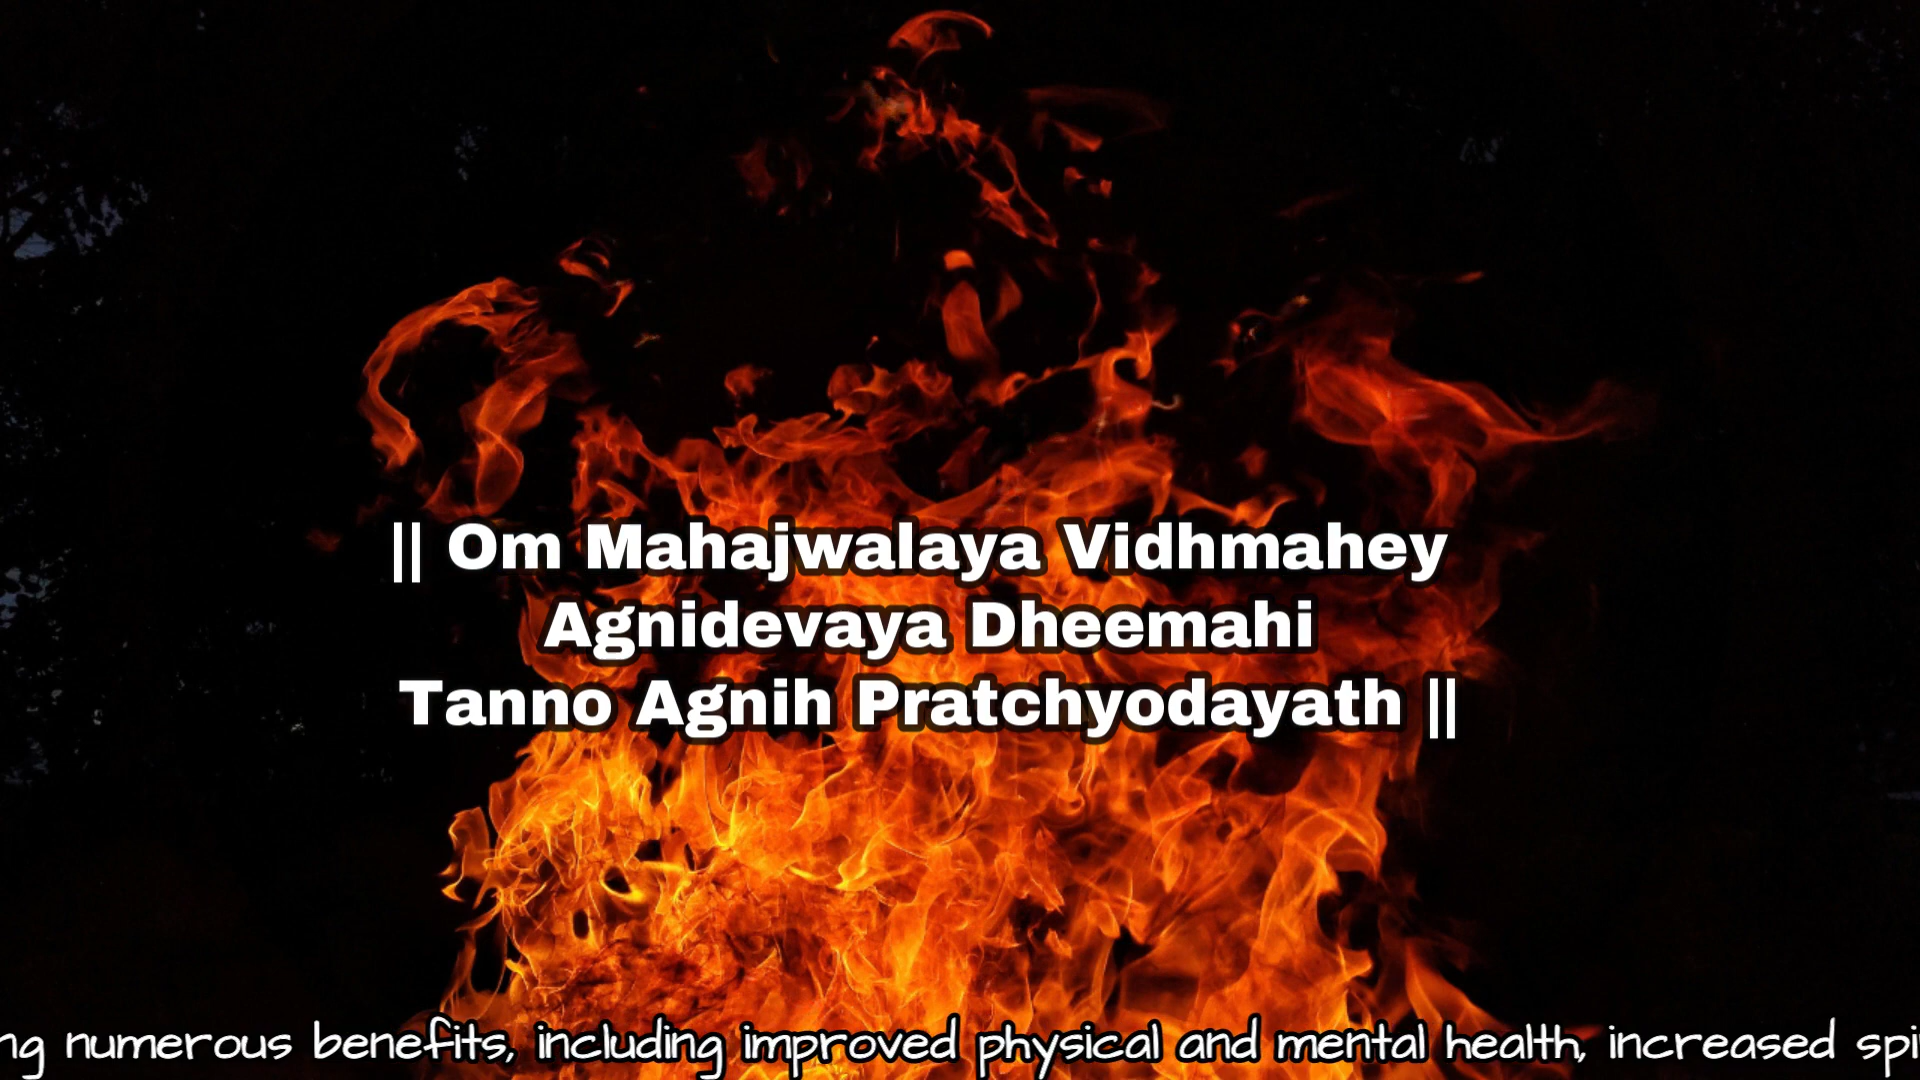 || Om Mahajwalaya Vidhmahey
Agnidevaya Dheemahi
Tanno Agnih Pratchyodayath ||
numerous benefits, including improved physical and mental health, increased